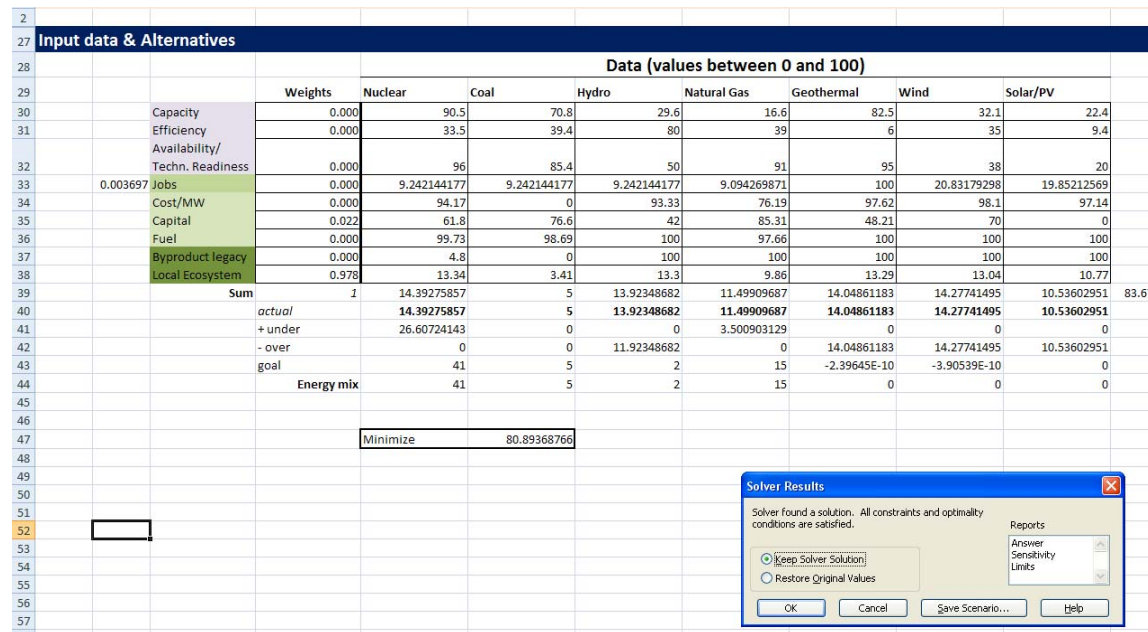 2
27 Input data & Alternatives
28 Data (values between 0 and 100)
29 Weights Nuclear Coal Hydro Natural Gas Geothermal Wind Solar/PV
30 Capacity 0.000 90.5 70.8 29.6 16.6 82.5 32.1 22.4
31 Efficiency 0.000 33.5 39.4 80 39 6 35 9.4
Availability/
32 Techn. Readiness 0.000 96 85.4 50 91 95 38 20
33 0.003697 Jobs 0.000 9.242144177 9.242144177 9.242144177 9.094269871 100 20.83179298 19.85212569
34 Cost/MW 0.000 94.17 0 93.33 76.19 97.62 98.1 97.14
35 Capital 0.022 61.8 76.6 42 85.31 48.21 70 0
36 Fuel 0.000 99.73 98.69 100 97.66 100 100 100
37 Byproduct legacy 0.000 4.8 0 100 100 100 100 100
38 Local Ecosystem 0.978 13.34 3.41 13.3 9.86 13.29 13.04 10.77
39 Sum 1 14.39275857 5 13.92348682 11.49909687 14.04861183 14.27741495 10.53602951 83.6
40 actual 14.39275857 5 13.92348682 11.49909687 14.04861183 14.27741495 10.53602951
41 + under 26.60724143 0 0 3.500903129 0 0 0
42 - over 0 0 11.92348682 0 14.04861183 14.27741495 10.53602951
43 goal 41 5 2 15 -2.39645E-10 -3.90539E-10 0
44 Energy mix 41 5 2 15 0 0 0
45
46
47 Minimize 80.89368766
48
49
50
51
52
53
54
55
56
57
Solver Results
Solver found a solution. All constraints and optimality
conditions are satisfied.
Reports
Answer
Sensitivity
Limits
Keep Solver Solution
Restore Original Values
OK Cancel Save Scenario... Help